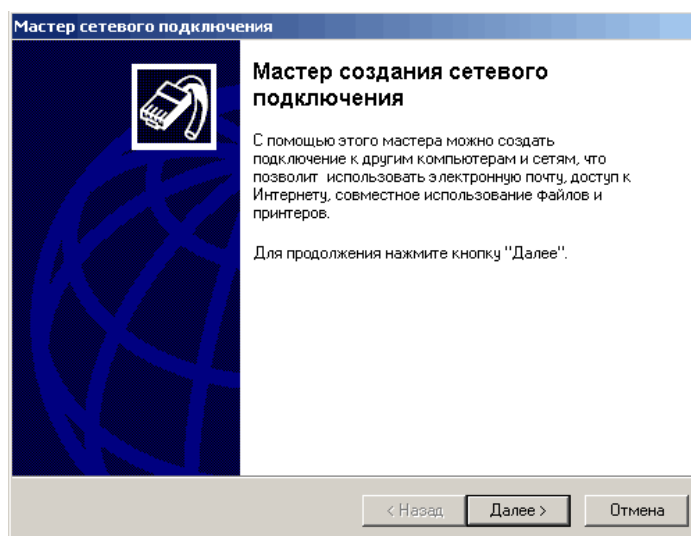 Мастер сетевого подключения
Мастер создания сетевого
подключения
С помощью этого мастера можно создать
подключение к другим компьютерам и сетям, что
позволит использовать электронную почту, доступ к
Интернету, совместное использование файлов и
принтеров.
Для продолжения нажмите кнопку "Далее".
< Назад
Далее >
Отмена